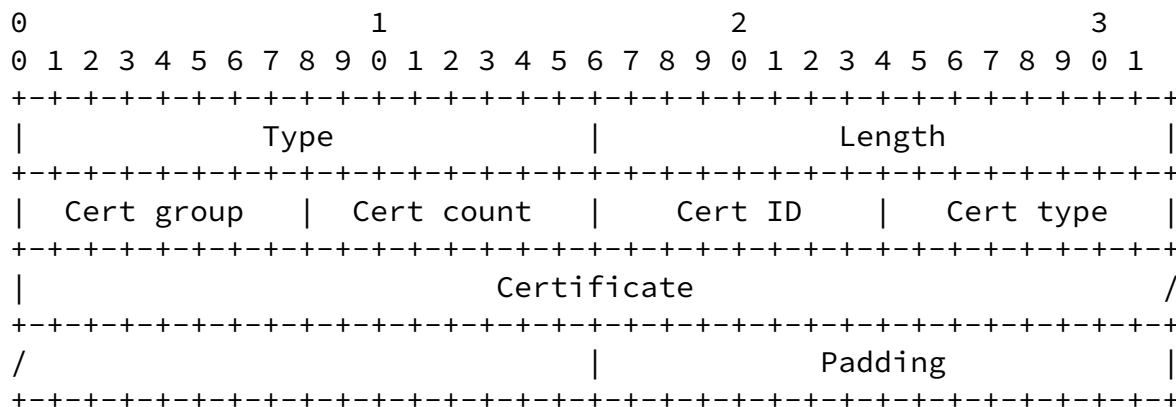 0                   1                   2                   3
0 1 2 3 4 5 6 7 8 9 0 1 2 3 4 5 6 7 8 9 0 1 2 3 4 5 6 7 8 9 0 1
+-+-+-+-+-+-+-+-+-+-+-+-+-+-+-+-+-+-+-+-+-+-+-+-+-+-+-+-+-+-+-+-+
|             Type              |             Length            |
+-+-+-+-+-+-+-+-+-+-+-+-+-+-+-+-+-+-+-+-+-+-+-+-+-+-+-+-+-+-+-+-+
|  Cert group   |  Cert count   |    Cert ID    |   Cert type   |
+-+-+-+-+-+-+-+-+-+-+-+-+-+-+-+-+-+-+-+-+-+-+-+-+-+-+-+-+-+-+-+-+
|                          Certificate                          /
+-+-+-+-+-+-+-+-+-+-+-+-+-+-+-+-+-+-+-+-+-+-+-+-+-+-+-+-+-+-+-+-+
/                               |            Padding            |
+-+-+-+-+-+-+-+-+-+-+-+-+-+-+-+-+-+-+-+-+-+-+-+-+-+-+-+-+-+-+-+-+